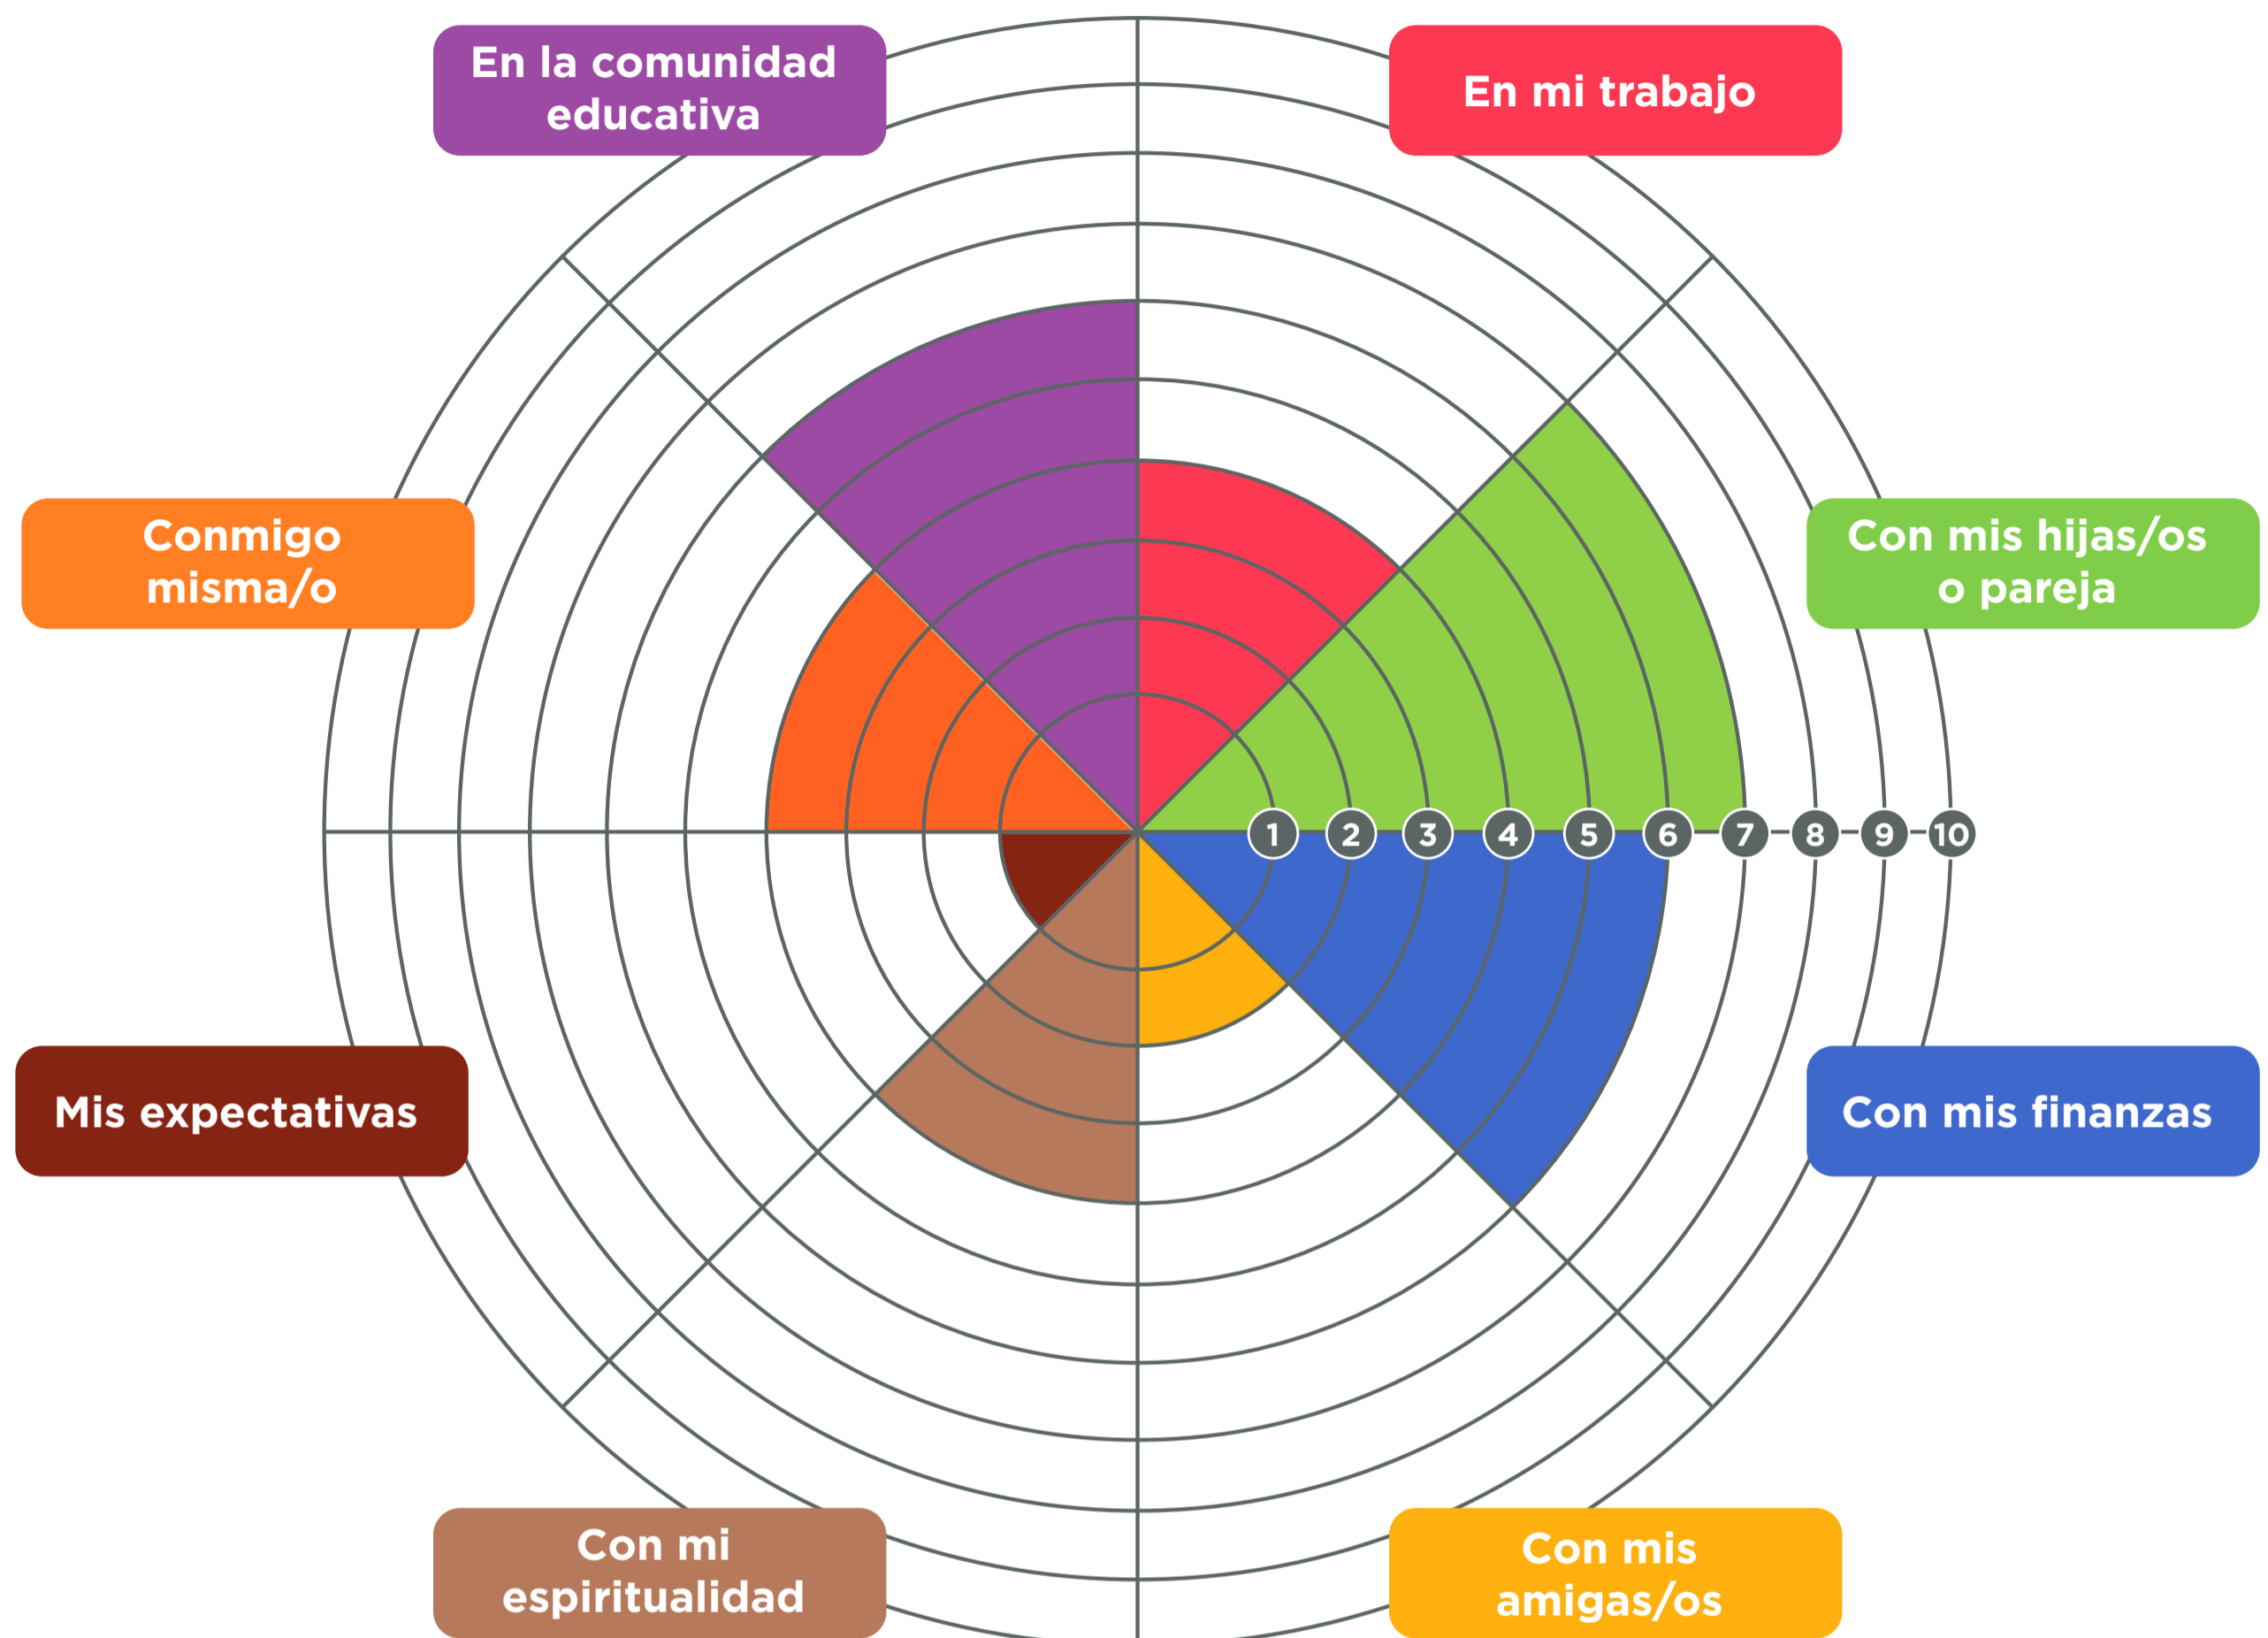 En la comunidad
educativa
En mi trabajo
Conmigo
misma/o
Con mis hijas/os
o pareja
1 2 3 4 5 6 7 8 9 10
Mis expectativas
Con mis finanzas
Con mi
espiritualidad
Con mis
amigas/os